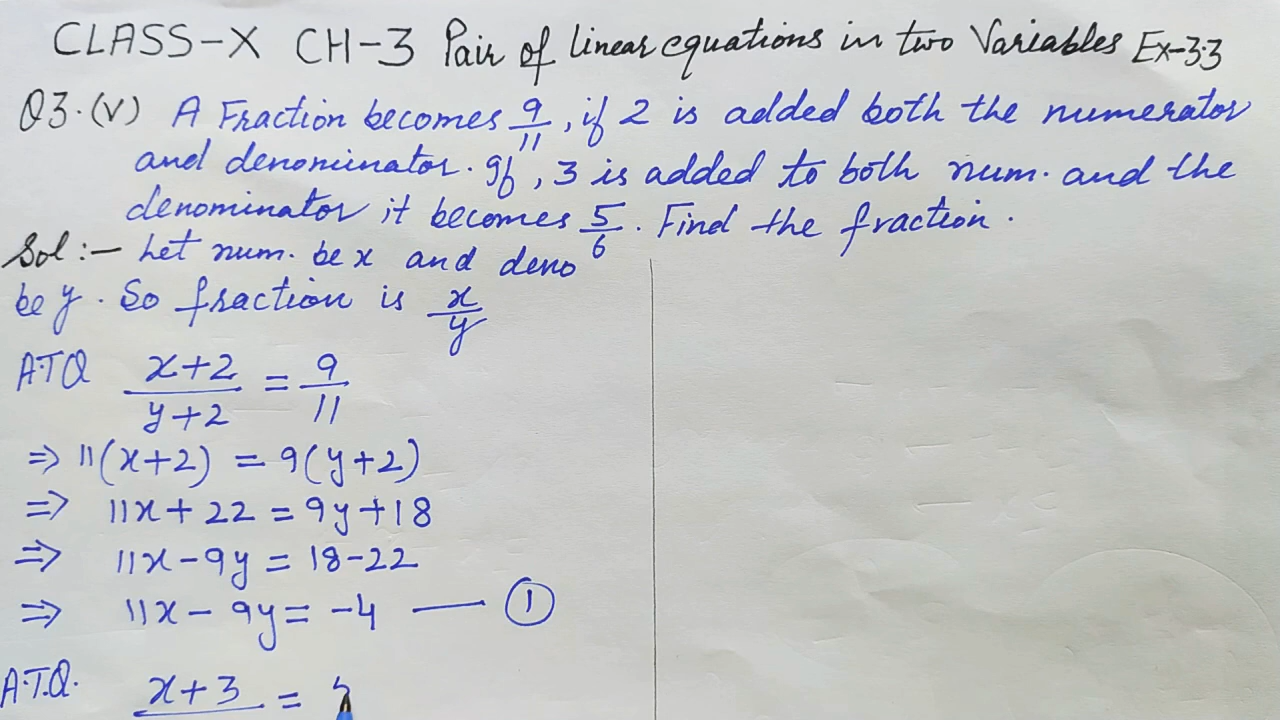 CLASS-X CH-3 Pair of linear equations in two Variables Ex-3.3
Q3.(V) A Fraction becomes 9/11, if 2 is added both the numerator
and denominator. If, 3 is added to both num. and the
denominator it becomes 5/6. Find the fraction.
Sol:- Let num. be x and deno
be y. So fraction is x/y
A.T.Q x+2/y+2 = 9/11
⇒ 11(x+2) = 9(y+2)
⇒ 11x+22 = 9y+18
⇒ 11x-9y = 18-22
⇒ 11x-9y = -4 — ①
A.T.Q. x+3 =